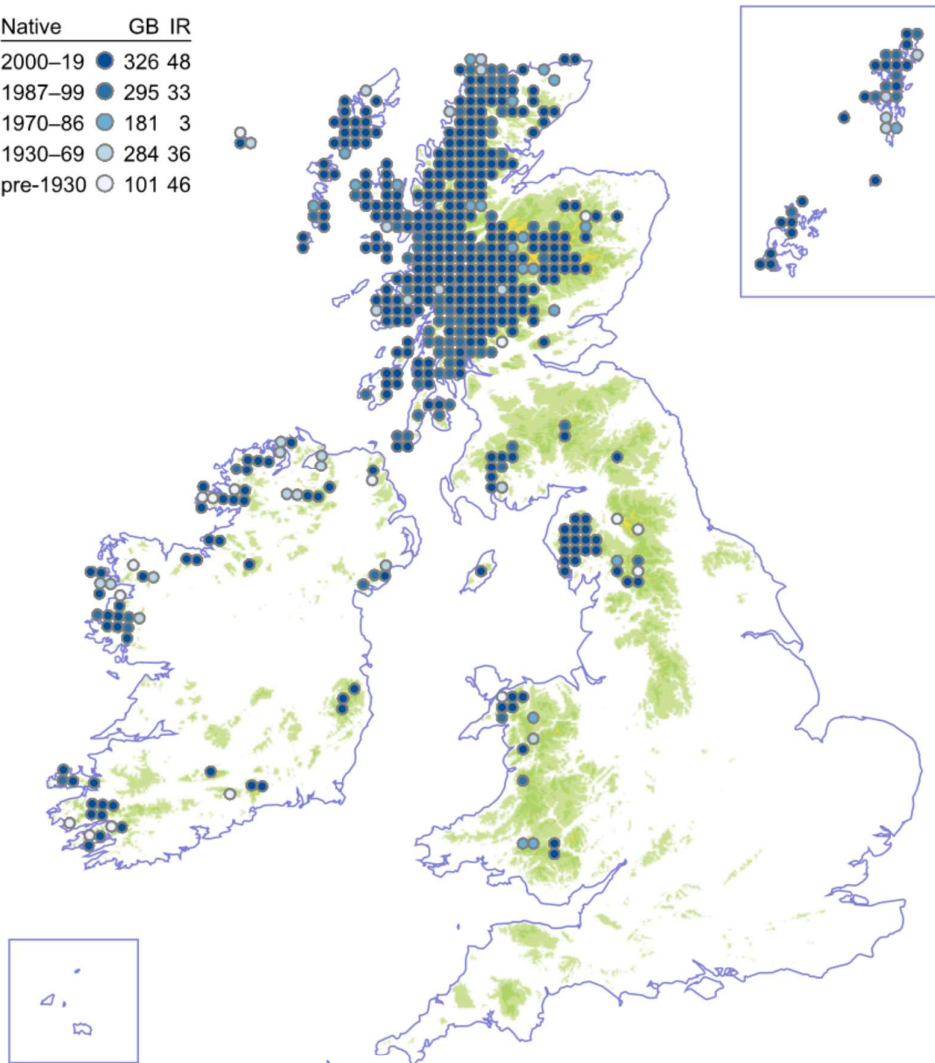 Native GB IR
2000–19 326 48
1987–99 295 33
1970–86 181 3
1930–69 284 36
pre-1930 101 46